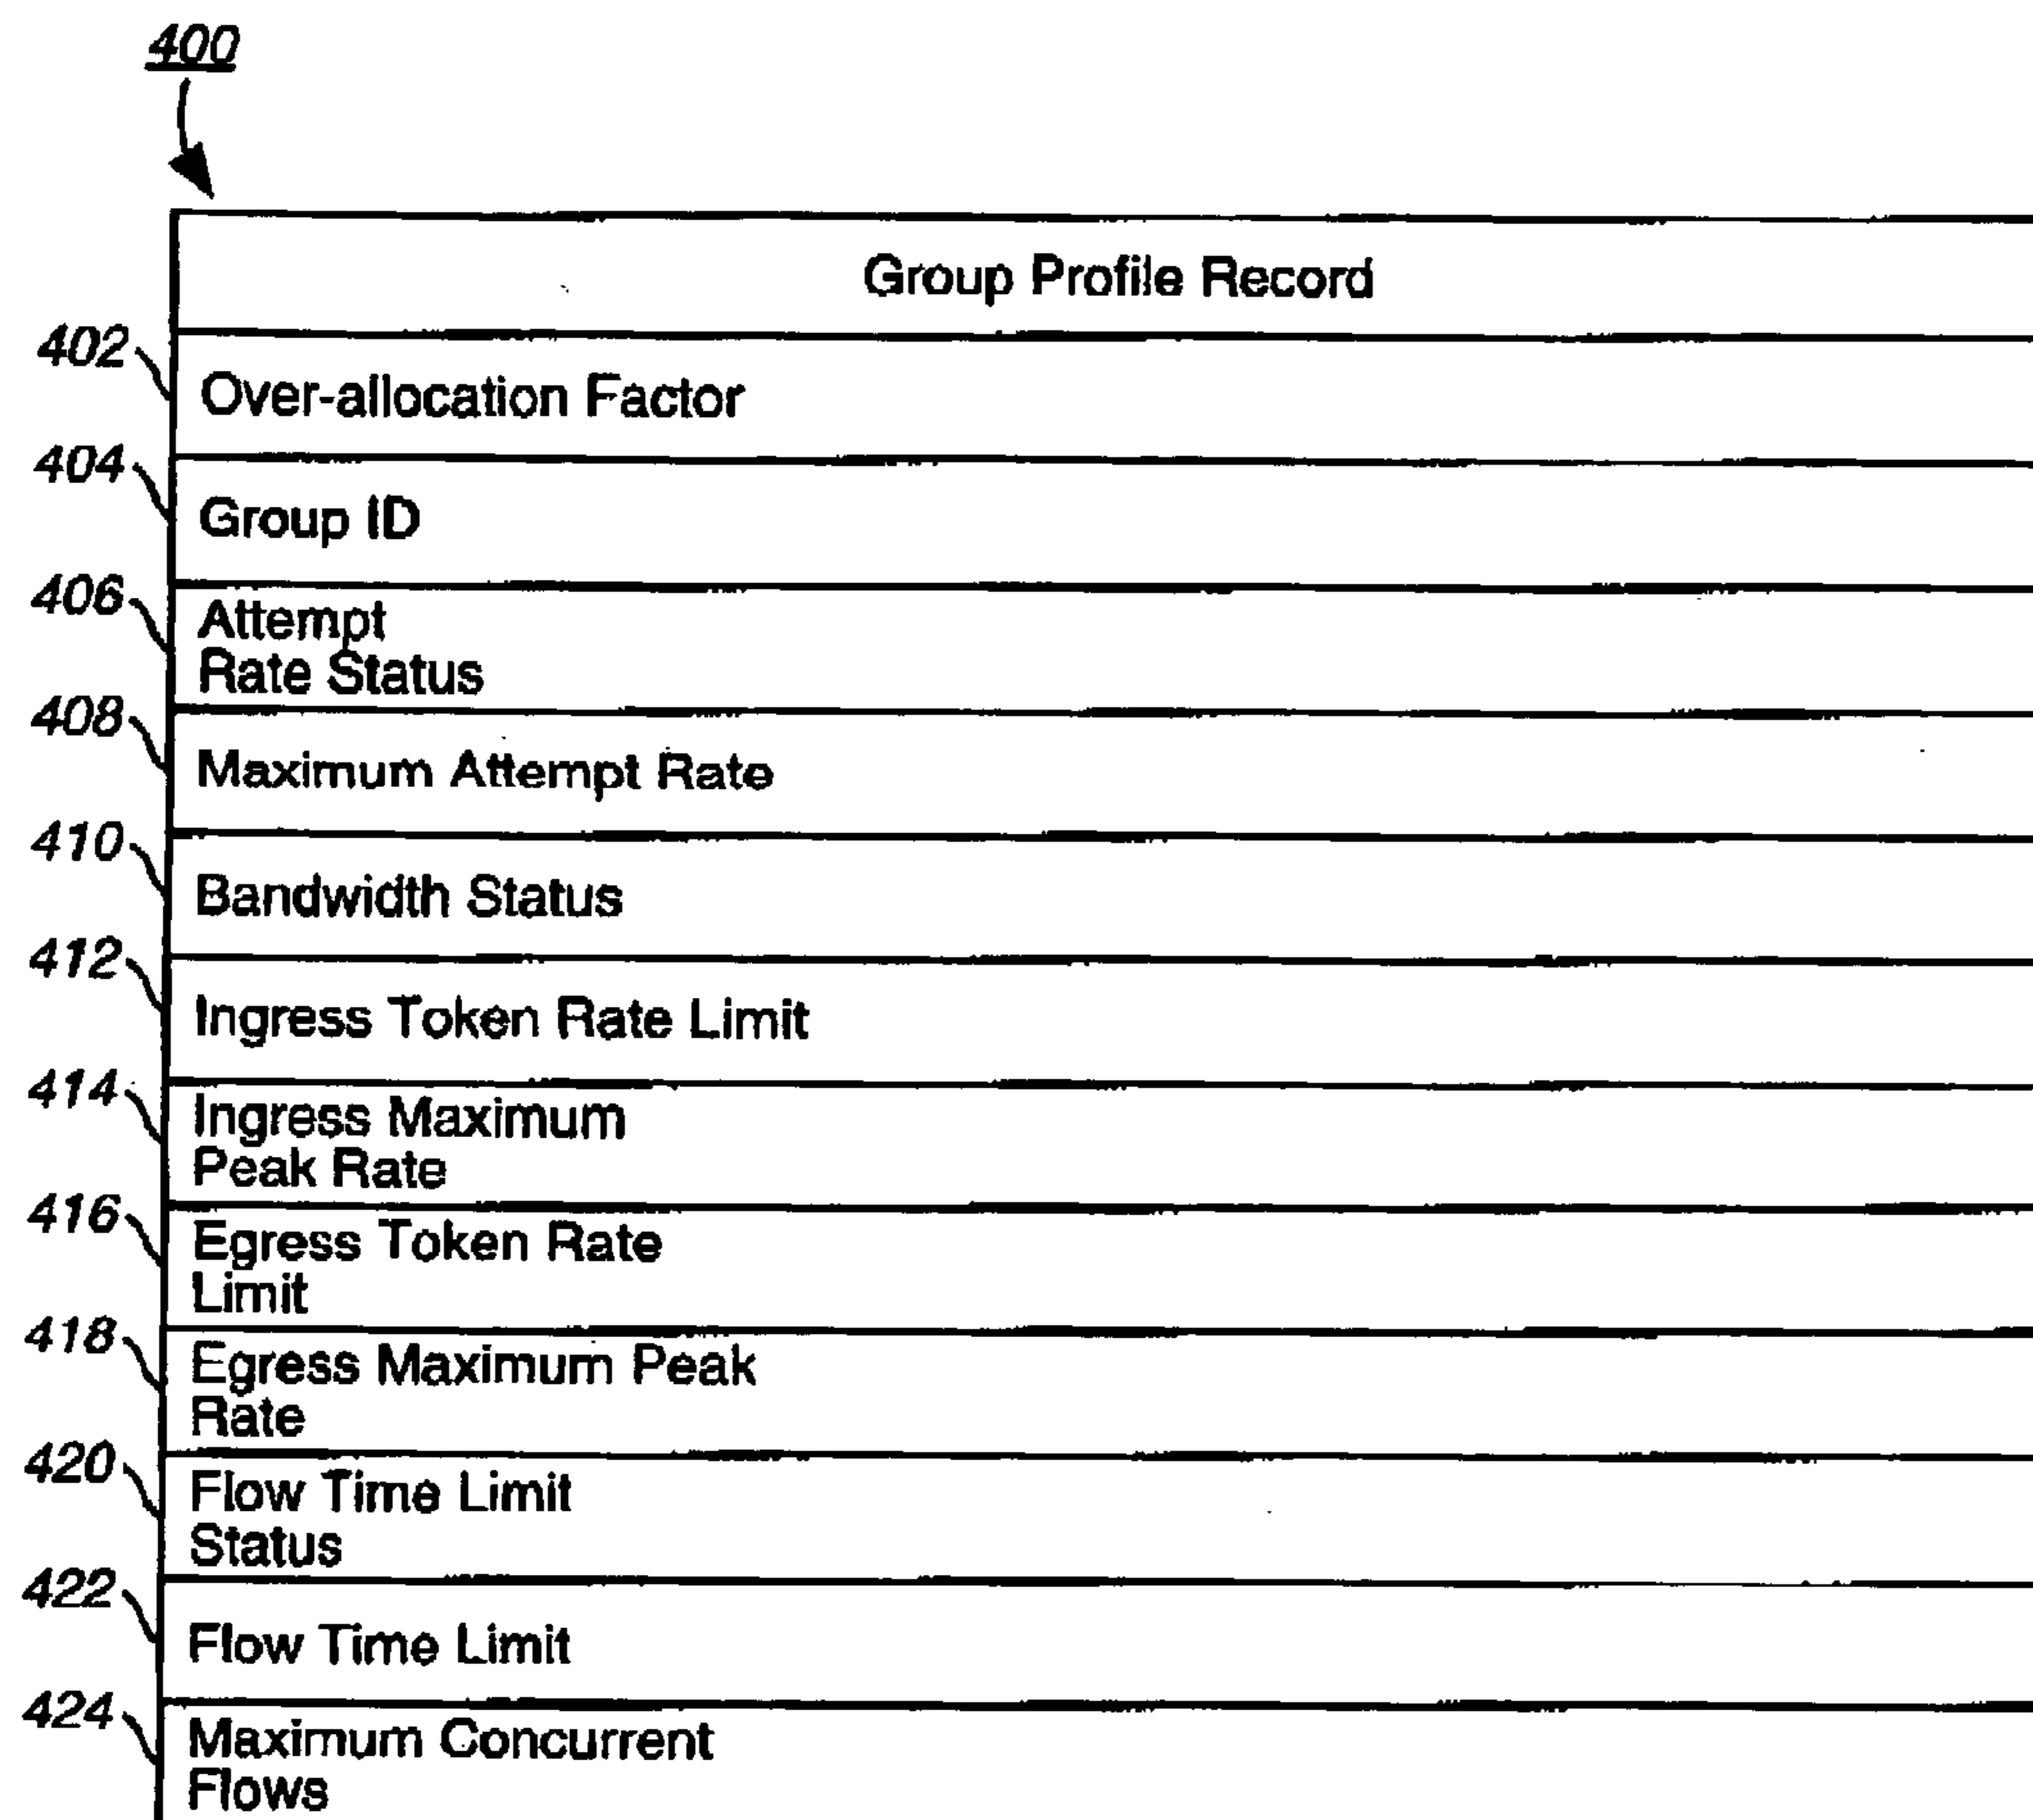 400
Group Profile Record
402
Over-allocation Factor
404
Group ID
406
Attempt
Rate Status
408
Maximum Attempt Rate
410
Bandwidth Status
412
Ingress Token Rate Limit
414
Ingress Maximum
Peak Rate
416
Egress Token Rate
Limit
418
Egress Maximum Peak
Rate
420
Flow Time Limit
Status
422
Flow Time Limit
424
Maximum Concurrent
Flows